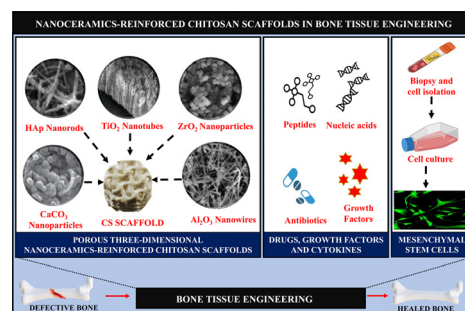 NANOCERAMICS-REINFORCED CHITOSAN SCAFFOLDS IN BONE TISSUE ENGINEERING
HAp Nanorods
TiO2 Nanotubes
ZrO2 Nanoparticles
CaCO3
Nanoparticles
CS SCAFFOLD
Al2O3 Nanowires
POROUS THREE-DIMENSIONAL
NANOCERAMICS-REINFORCED CHITOSAN SCAFFOLDS
Peptides
Nucleic acids
Antibiotics
Growth
Factors
DRUGS, GROWTH FACTORS
AND CYTOKINES
Biopsy and
cell isolation
Cell culture
MESENCHYMAL
STEM CELLS
DEFECTIVE BONE
BONE TISSUE ENGINEERING
HEALED BONE